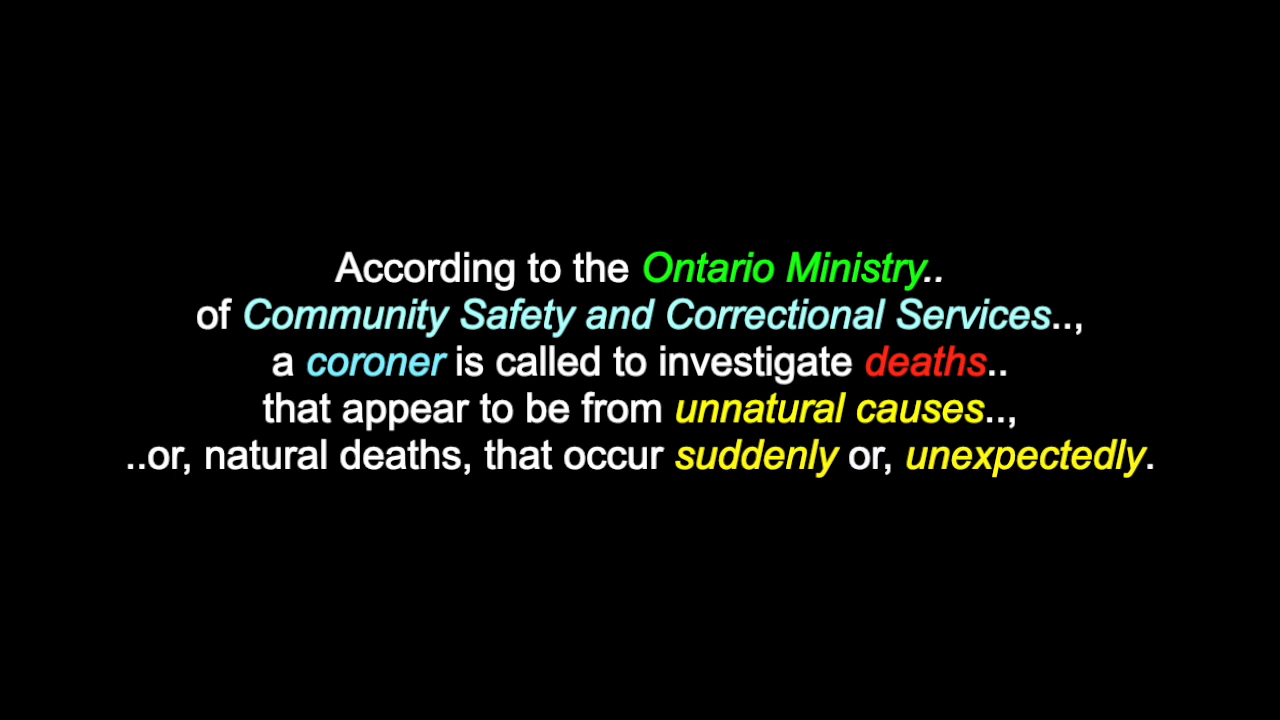 According to the Ontario Ministry..
of Community Safety and Correctional Services..,
a coroner is called to investigate deaths..
that appear to be from unnatural causes..,
..or, natural deaths, that occur suddenly or, unexpectedly.